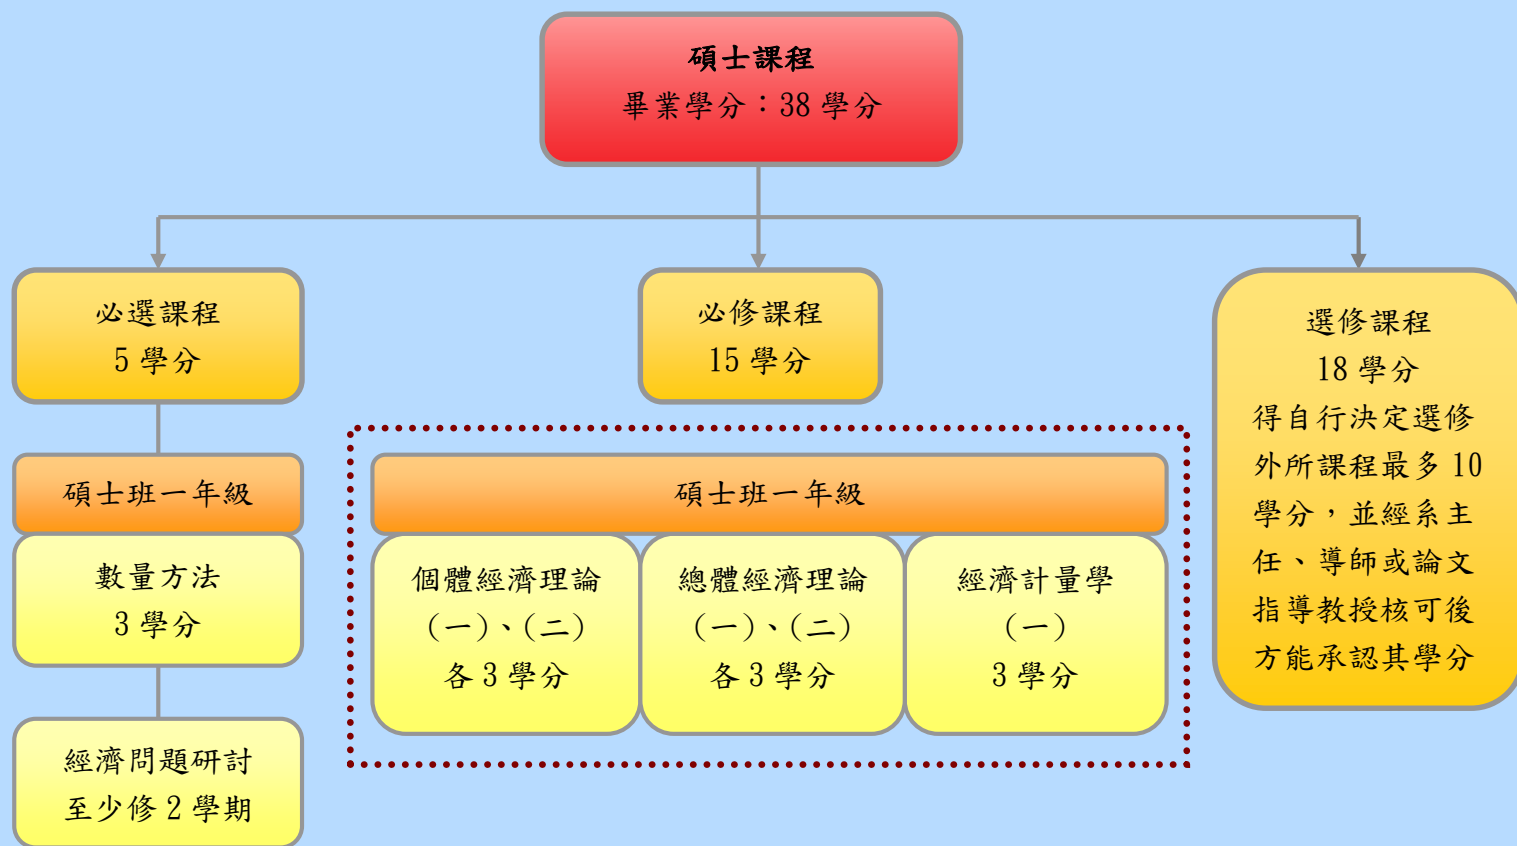 碩士課程
畢業學分：38 學分
必選課程
5 學分
碩士班一年級
數量方法
3 學分
經濟問題研討
至少修 2 學期
必修課程
15 學分
碩士班一年級
個體經濟理論
(一)、(二)
各 3 學分
總體經濟理論
(一)、(二)
各 3 學分
經濟計量學
(一)
3 學分
選修課程
18 學分
得自行決定選修
外所課程最多 10
學分，並經系主
任、導師或論文
指導教授核可後
方能承認其學分